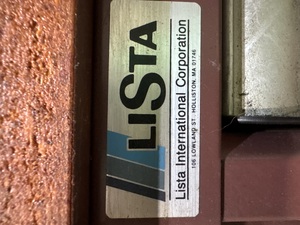 LISTA
Lista International Corporation
106 LOWLAND ST. HOLLISTON, MA 01746